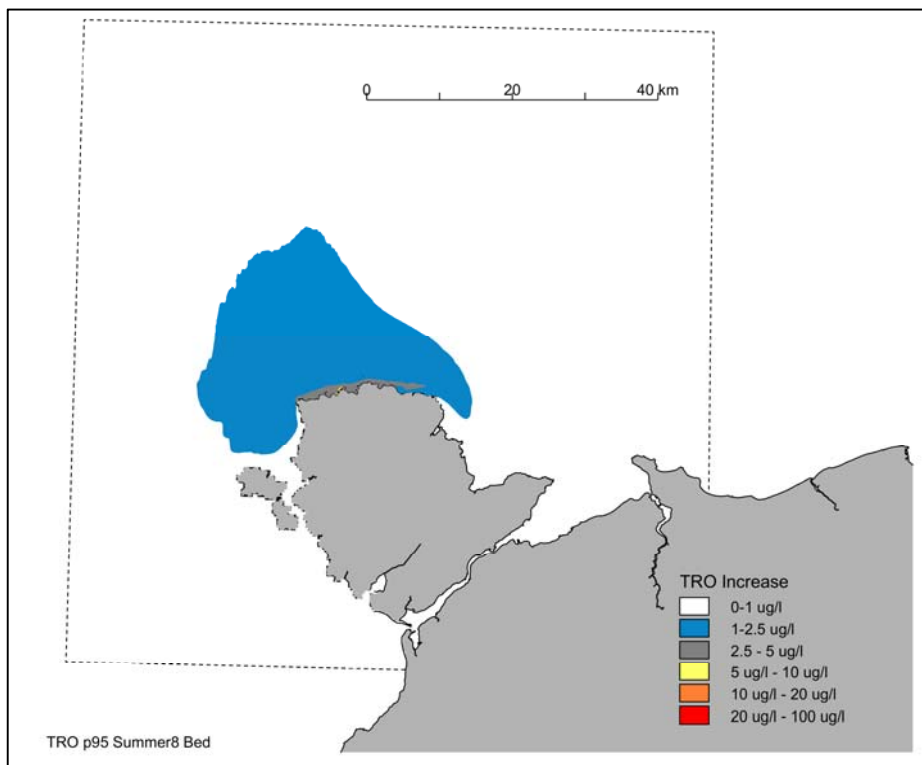 0 20 40 km
TRO Increase
0-1 ug/l
1-2.5 ug/l
2.5 - 5 ug/l
5 ug/l - 10 ug/l
10 ug/l - 20 ug/l
20 ug/l - 100 ug/l
TRO p95 Summer8 Bed